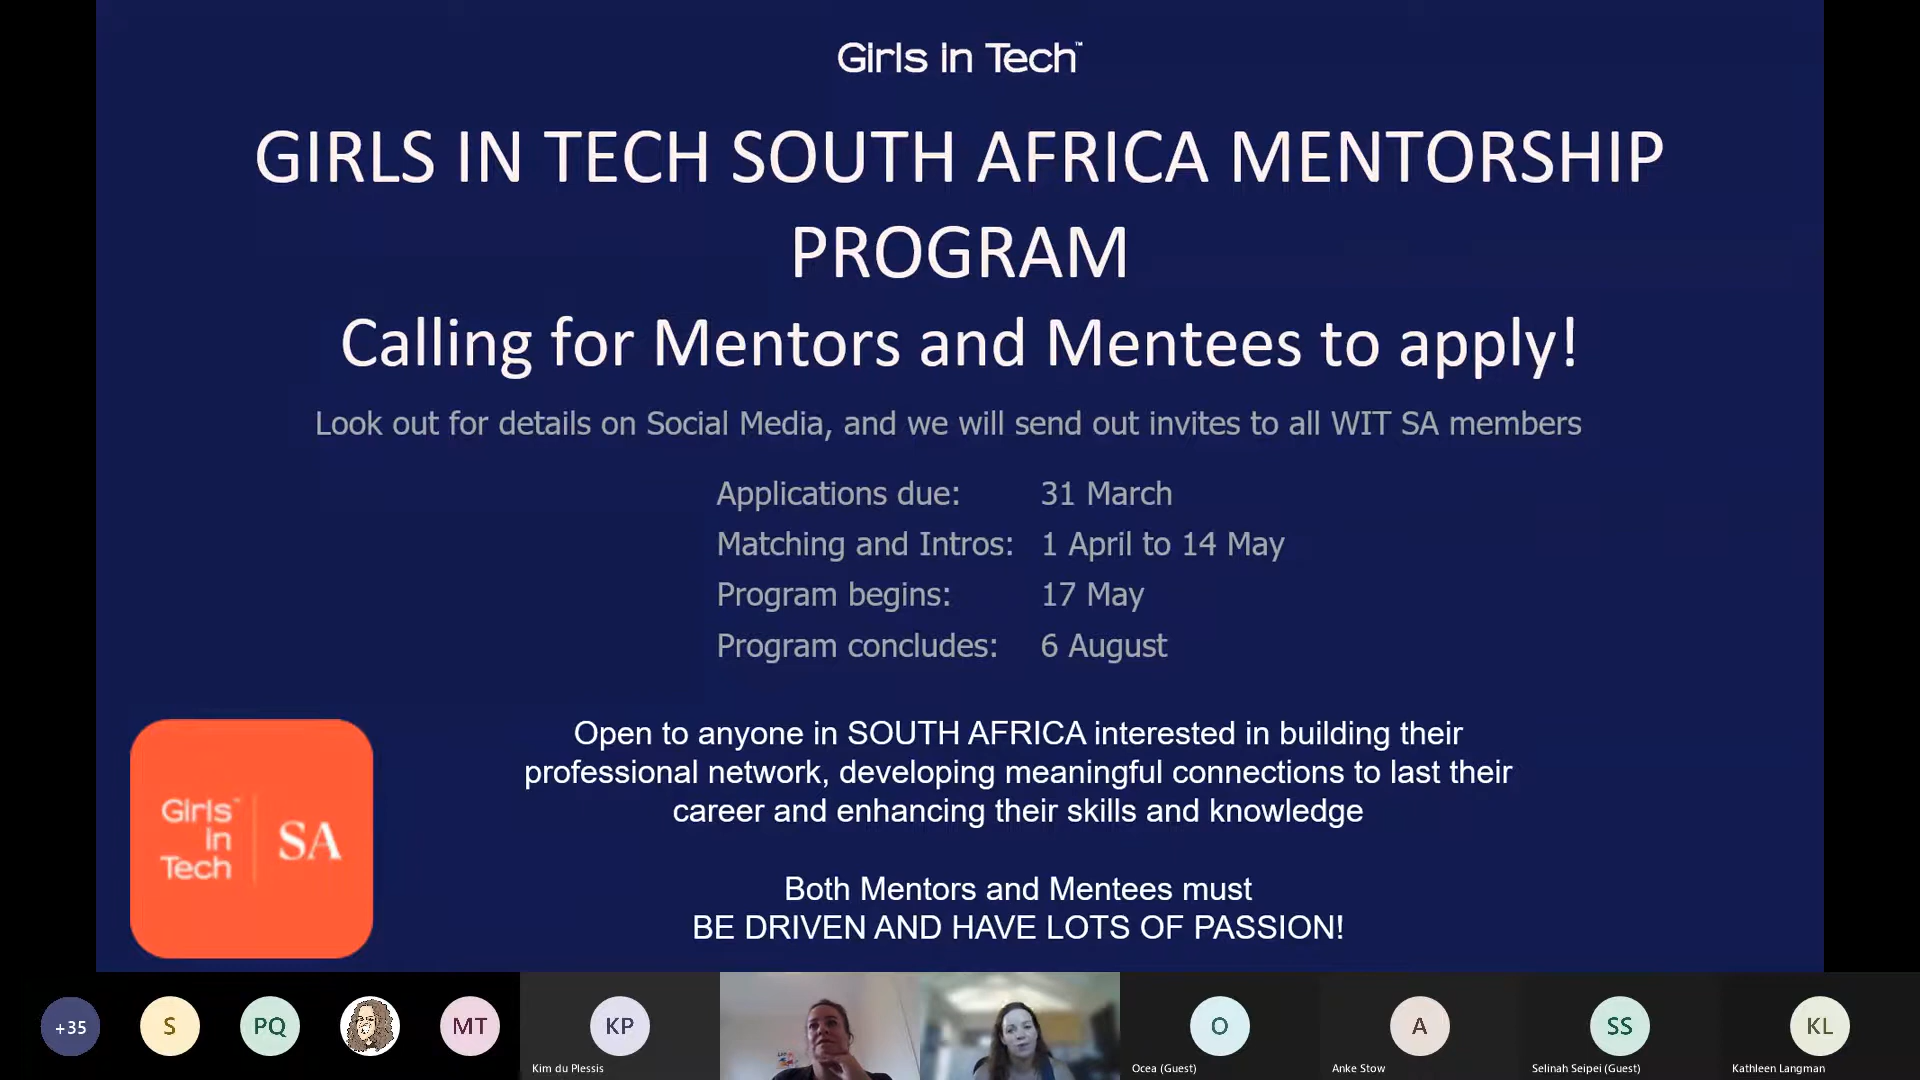 Girls in Tech™
GIRLS IN TECH SOUTH AFRICA MENTORSHIP
PROGRAM
Calling for Mentors and Mentees to apply!
Look out for details on Social Media, and we will send out invites to all WIT SA members
Applications due: 31 March
Matching and Intros: 1 April to 14 May
Program begins: 17 May
Program concludes: 6 August
Open to anyone in SOUTH AFRICA interested in building their
professional network, developing meaningful connections to last their
career and enhancing their skills and knowledge
Both Mentors and Mentees must
BE DRIVEN AND HAVE LOTS OF PASSION!
Girls™
in
Tech
SA
+35
S
PQ
MT
KP
Kim du Plessis
O
Ocea (Guest)
A
Anke Stow
SS
Selinah Seipei (Guest)
KL
Kathleen Langman